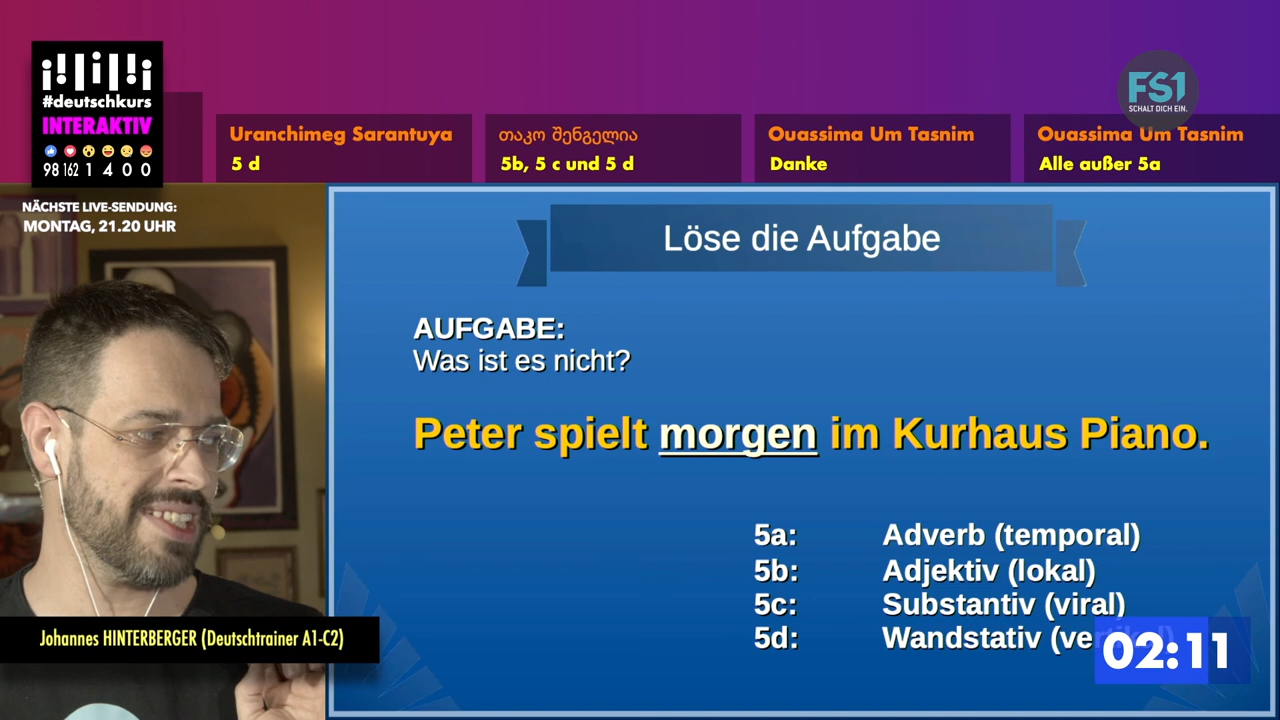 #deutschkurs
INTERAKTIV
98 162 1 4 0 0
NÄCHSTE LIVE-SENDUNG:
MONTAG, 21.20 UHR
Uranchimeg Sarantuya
5 d
თაკო შენგელია
5b, 5 c und 5 d
Ouassima Um Tasnim
Danke
Ouassima Um Tasnim
Alle außer 5a
FS1
SCHALT DICH EIN.
Löse die Aufgabe
AUFGABE:
Was ist es nicht?
Peter spielt morgen im Kurhaus Piano.
5a: Adverb (temporal)
5b: Adjektiv (lokal)
5c: Substantiv (viral)
5d: Wandstativ (vertikal)
02:11
Johannes HINTERBERGER (Deutschtrainer A1-C2)